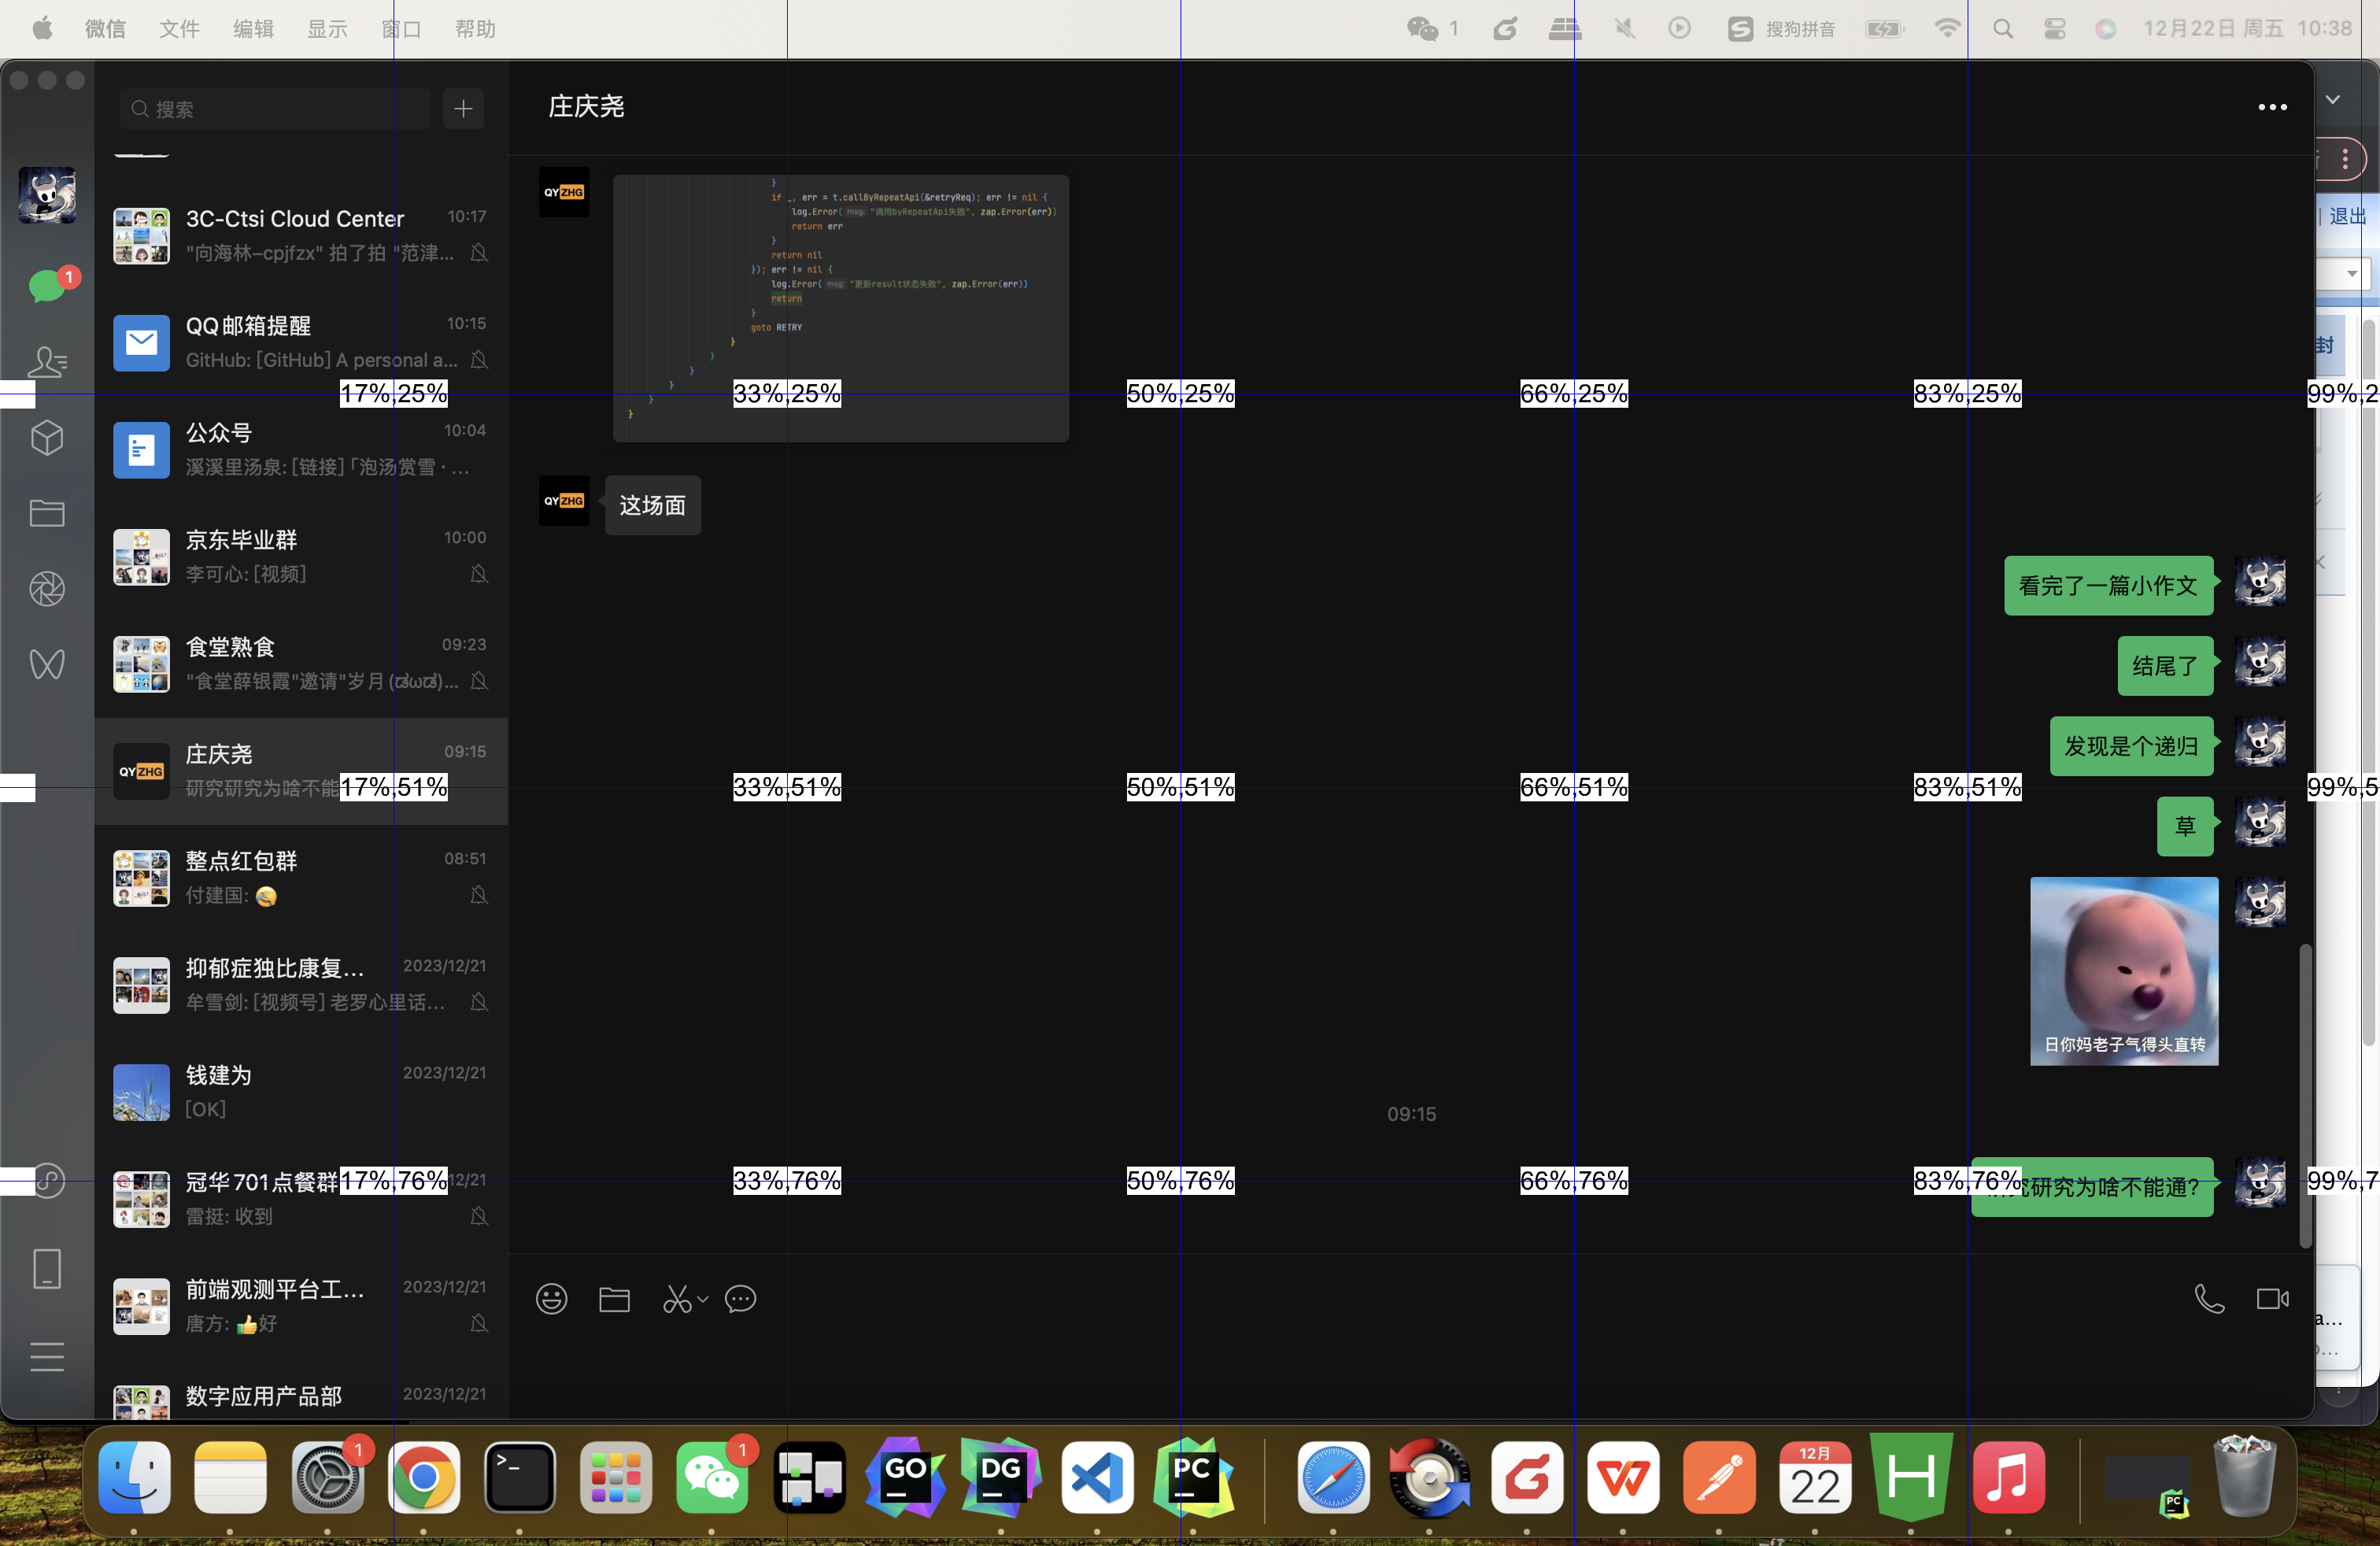 微信 文件 编辑 显示 窗口 帮助
1 搜狗拼音 12月22日 周五 10:38
搜索
庄庆尧
1
3C-Ctsi Cloud Center 10:17
"向海林–cpjfzx" 拍了拍 "范津...
QQ邮箱提醒 10:15
GitHub: [GitHub] A personal a...
公众号 10:04
溪溪里汤泉: [链接]「泡汤赏雪 · ...
京东毕业群 10:00
李可心: [视频]
食堂熟食 09:23
"食堂薛银霞"邀请"岁月
庄庆尧 09:15
研究研究为啥不能
整点红包群 08:51
付建国:
抑郁症独比康复... 2023/12/21
牟雪剑: [视频号] 老罗心里话...
钱建为 2023/12/21
[OK]
冠华701点餐群 12/21
雷挺: 收到
前端观测平台工... 2023/12/21
唐方: 👍好
数字应用产品部 2023/12/21
QYZHG
}
if _, err = t.callByRepeatApi(&retryReq); err != nil {
log.Error( msg: "调用byRepeatApi失败", zap.Error(err))
return err
}
return nil
}); err != nil {
log.Error( msg: "更新result状态失败", zap.Error(err))
return
}
goto RETRY
}
}
}
}
}
}
QYZHG
这场面
看完了一篇小作文
结尾了
发现是个递归
草
日你妈老子气得头直转
09:15
研究为啥不能通?
退出
封
a...
17%,25% 33%,25% 50%,25% 66%,25% 83%,25% 99%,2
17%,51% 33%,51% 50%,51% 66%,51% 83%,51% 99%,5
17%,76% 33%,76% 50%,76% 66%,76% 83%,76% 99%,7
QYZHG
1 >_ 1 GO DG PC 12月 22 PC